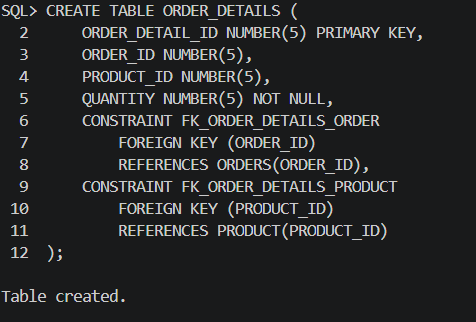 SQL> CREATE TABLE ORDER_DETAILS (
  2      ORDER_DETAIL_ID NUMBER(5) PRIMARY KEY,
  3      ORDER_ID NUMBER(5),
  4      PRODUCT_ID NUMBER(5),
  5      QUANTITY NUMBER(5) NOT NULL,
  6      CONSTRAINT FK_ORDER_DETAILS_ORDER
  7          FOREIGN KEY (ORDER_ID)
  8          REFERENCES ORDERS(ORDER_ID),
  9      CONSTRAINT FK_ORDER_DETAILS_PRODUCT
 10          FOREIGN KEY (PRODUCT_ID)
 11          REFERENCES PRODUCT(PRODUCT_ID)
 12  );
Table created.